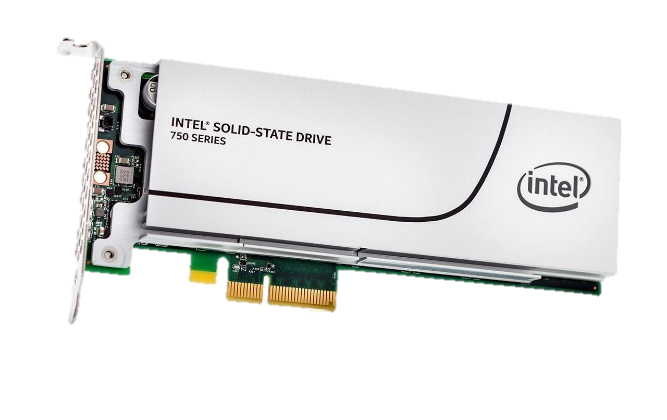 INTEL® SOLID-STATE DRIVE
750 SERIES
intel®